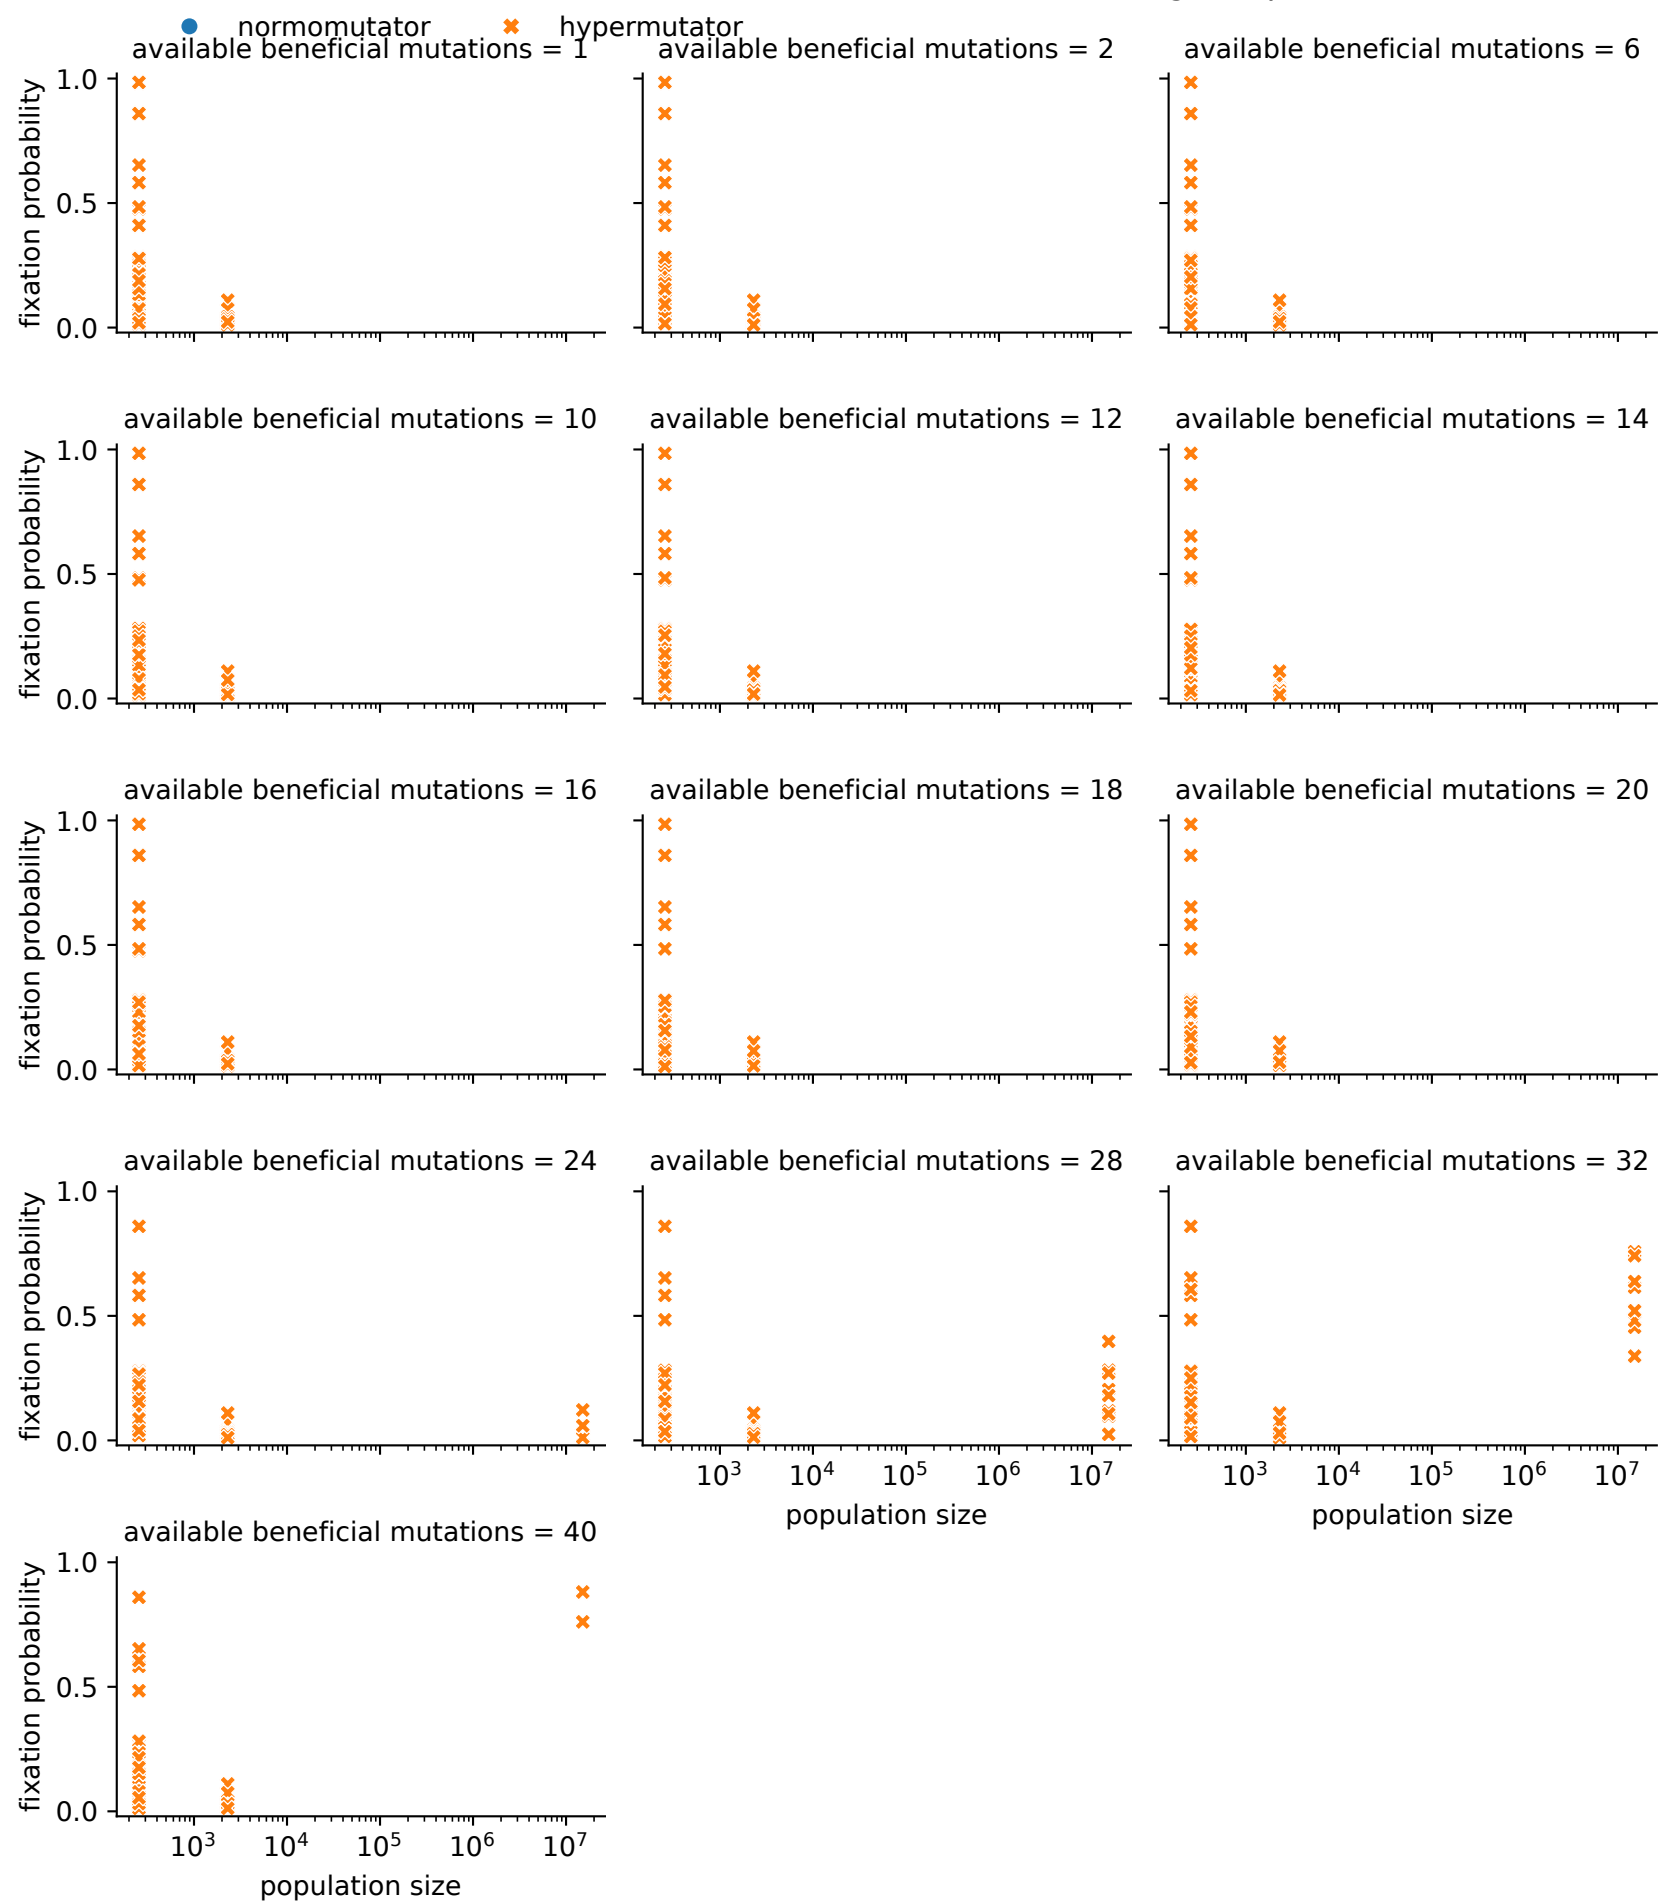 normomutator hypermutator
available beneficial mutations = 1 available beneficial mutations = 2 available beneficial mutations = 6
fixation probability
1.0
0.5
0.0
available beneficial mutations = 10 available beneficial mutations = 12 available beneficial mutations = 14
fixation probability
1.0
0.5
0.0
available beneficial mutations = 16 available beneficial mutations = 18 available beneficial mutations = 20
fixation probability
1.0
0.5
0.0
available beneficial mutations = 24 available beneficial mutations = 28 available beneficial mutations = 32
fixation probability
1.0
0.5
0.0
10³ 10⁴ 10⁵ 10⁶ 10⁷ 10³ 10⁴ 10⁵ 10⁶ 10⁷
population size population size
available beneficial mutations = 40
fixation probability
1.0
0.5
0.0
10³ 10⁴ 10⁵ 10⁶ 10⁷
population size